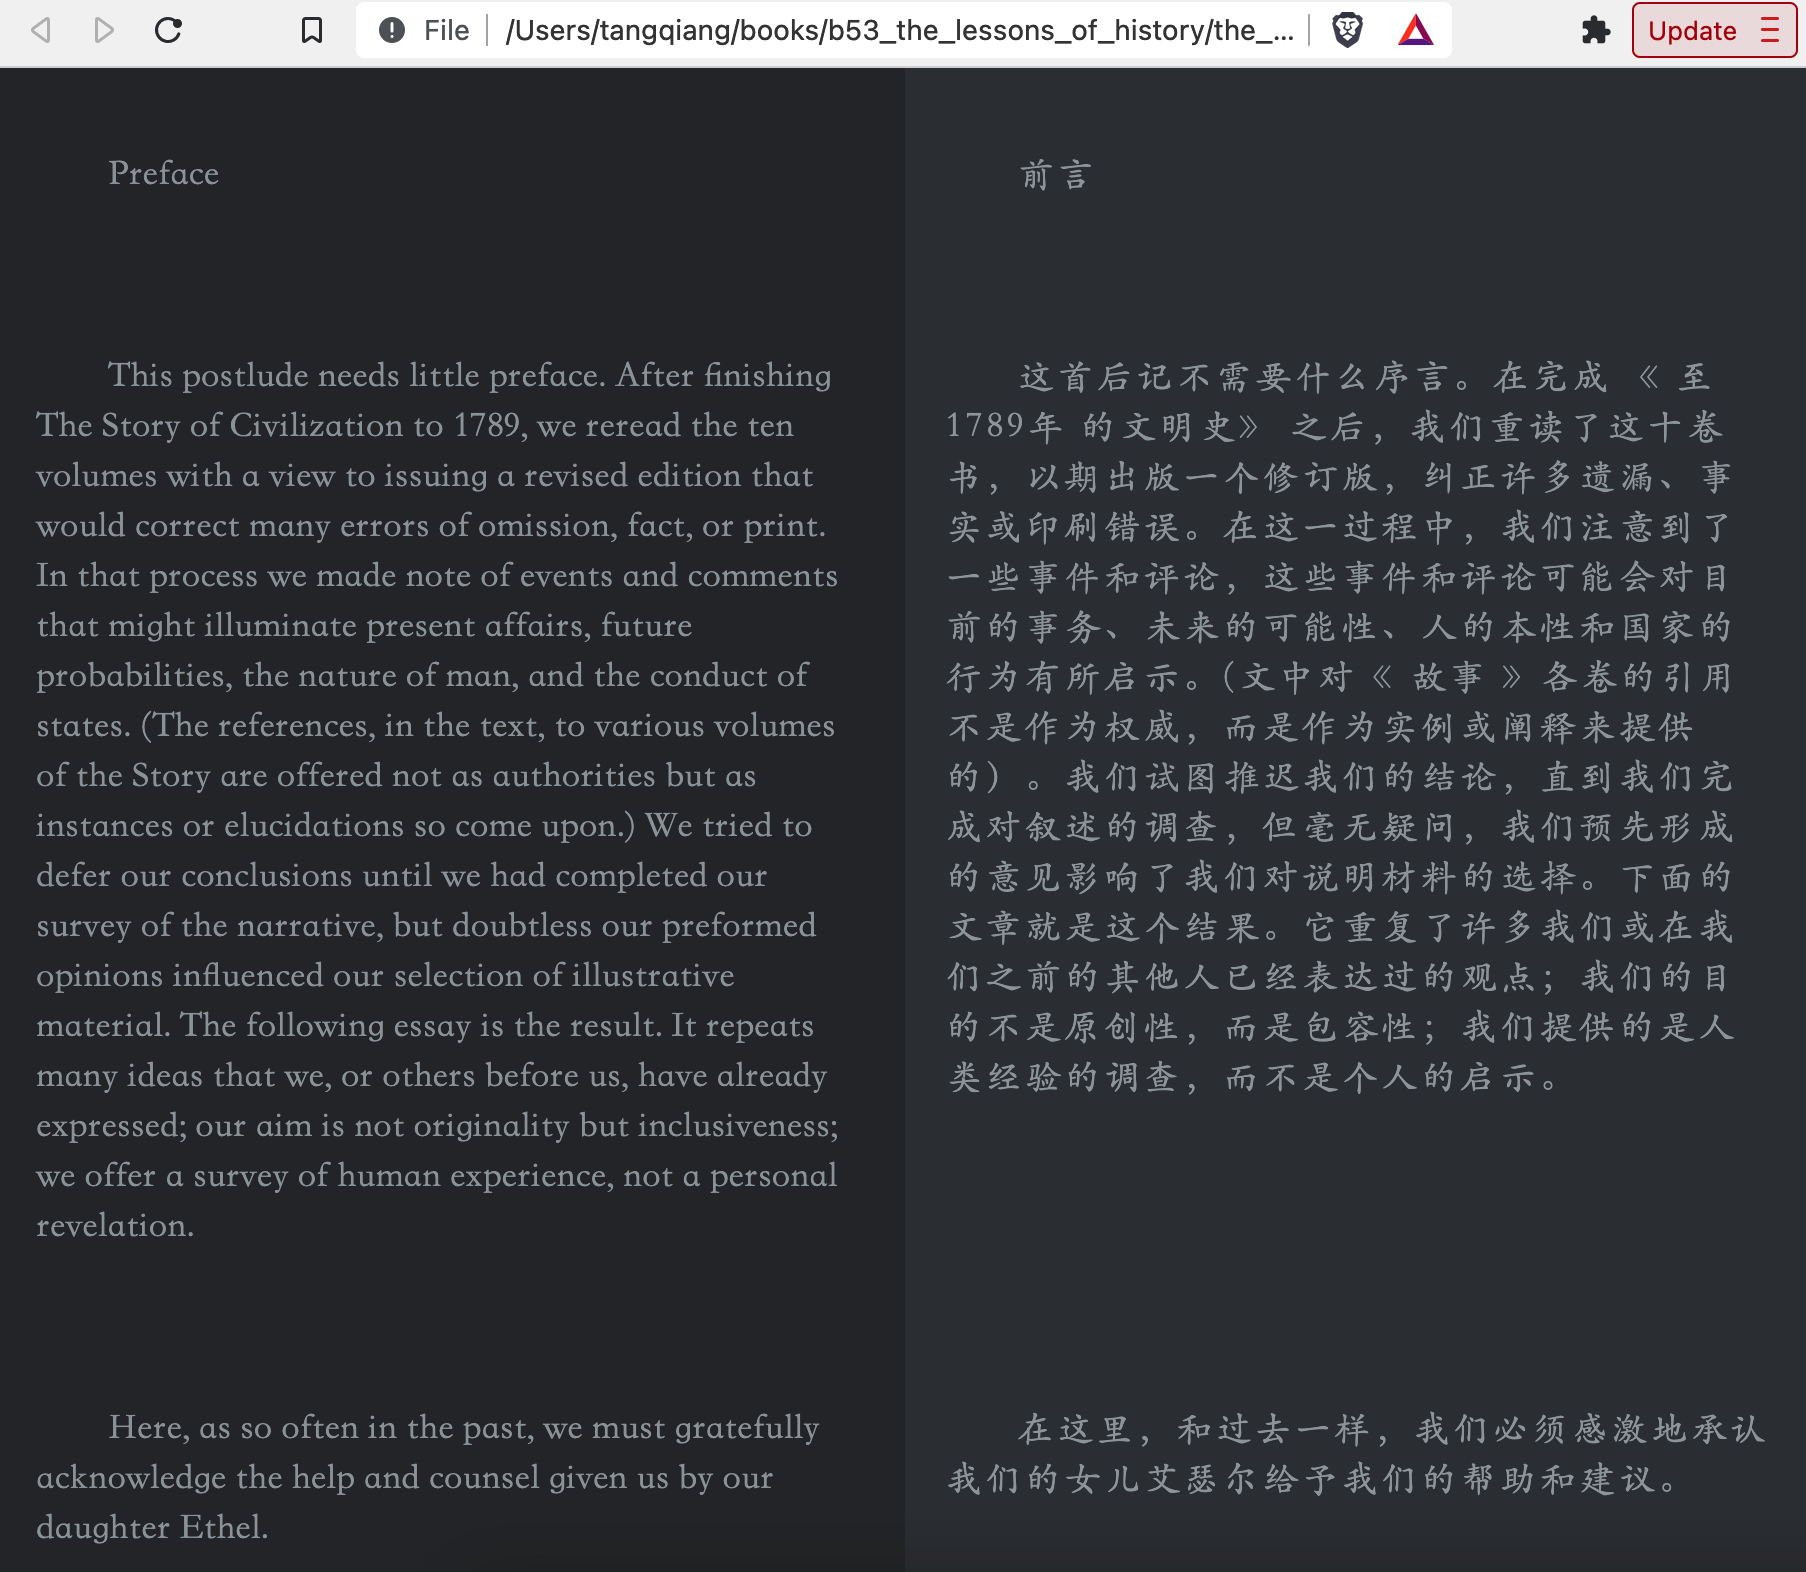 File
/Users/tangqiang/books/b53_the_lessons_of_history/the_...
Update
Preface
This postlude needs little preface. After finishing
The Story of Civilization to 1789, we reread the ten
volumes with a view to issuing a revised edition that
would correct many errors of omission, fact, or print.
In that process we made note of events and comments
that might illuminate present affairs, future
probabilities, the nature of man, and the conduct of
states. (The references, in the text, to various volumes
of the Story are offered not as authorities but as
instances or elucidations so come upon.) We tried to
defer our conclusions until we had completed our
survey of the narrative, but doubtless our preformed
opinions influenced our selection of illustrative
material. The following essay is the result. It repeats
many ideas that we, or others before us, have already
expressed; our aim is not originality but inclusiveness;
we offer a survey of human experience, not a personal
revelation.
Here, as so often in the past, we must gratefully
acknowledge the help and counsel given us by our
daughter Ethel.
前言
这首后记不需要什么序言。在完成 《 至
1789年 的文明史》 之后，我们重读了这十卷
书，以期出版一个修订版，纠正许多遗漏、事
实或印刷错误。在这一过程中，我们注意到了
一些事件和评论，这些事件和评论可能会对目
前的事务、未来的可能性、人的本性和国家的
行为有所启示。（文中对《 故事 》各卷的引用
不是作为权威，而是作为实例或阐释来提供
的）。我们试图推迟我们的结论，直到我们完
成对叙述的调查，但毫无疑问，我们预先形成
的意见影响了我们对说明材料的选择。下面的
文章就是这个结果。它重复了许多我们或在我
们之前的其他人已经表达过的观点；我们的目
的不是原创性，而是包容性；我们提供的是人
类经验的调查，而不是个人的启示。
在这里，和过去一样，我们必须感激地承认
我们的女儿艾瑟尔给予我们的帮助和建议。